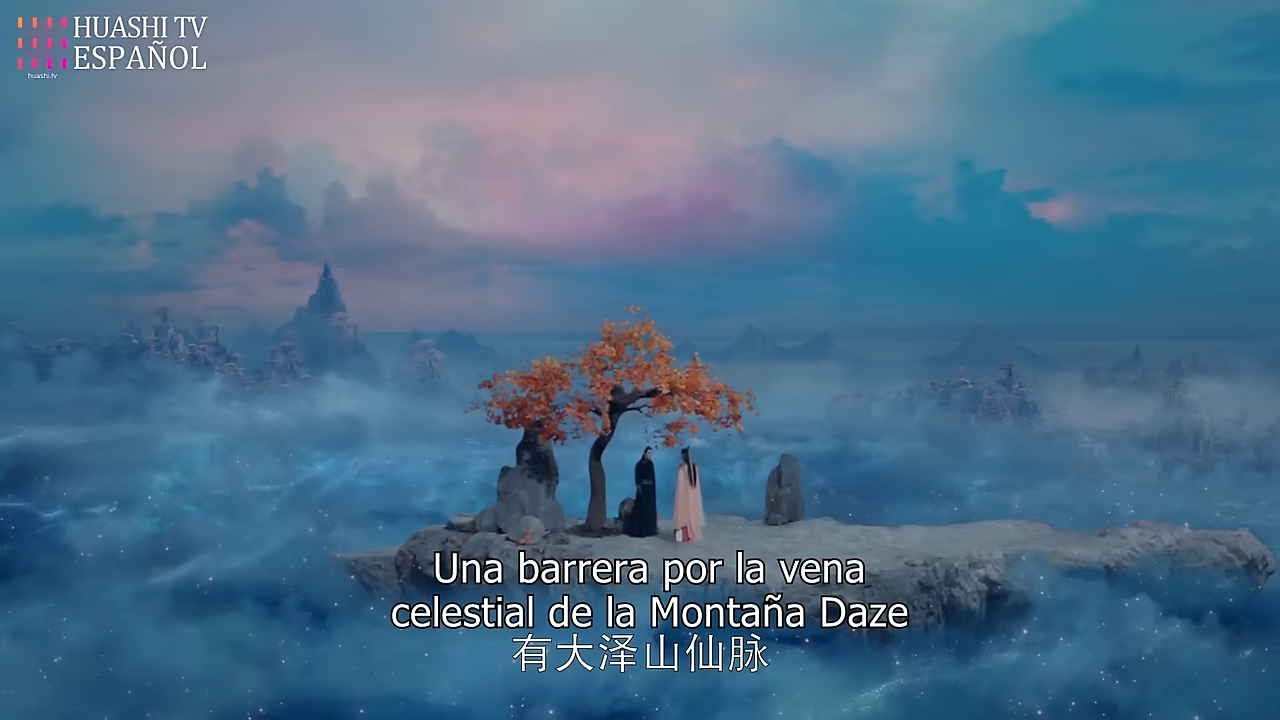 HUASHI TV
ESPAÑOL
huashi.tv
Una barrera por la vena
celestial de la Montaña Daze
有大泽山仙脉